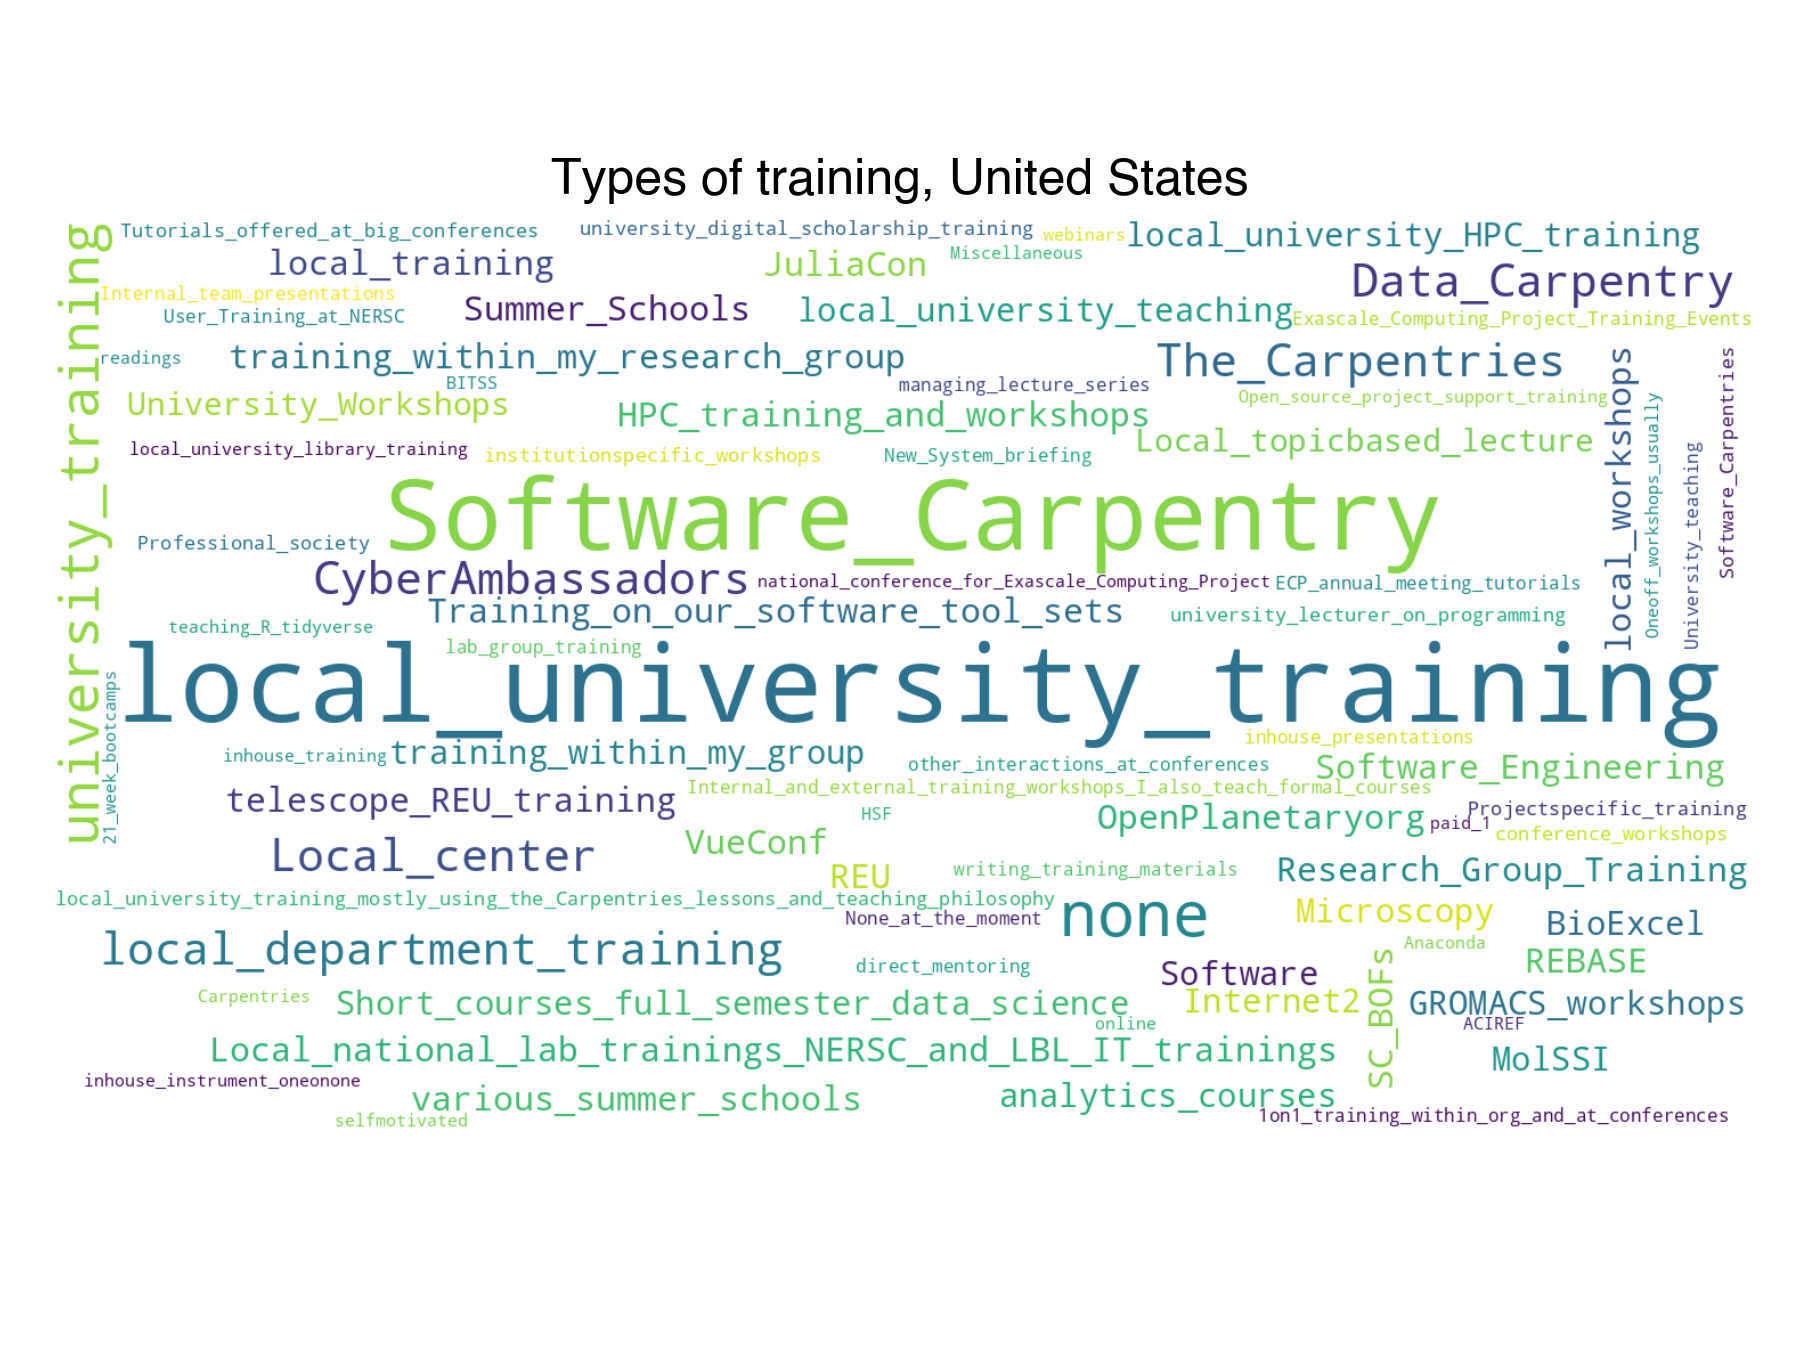 Types of training, United States
university_training
Tutorials_offered_at_big_conferences
university_digital_scholarship_training
webinars
local_university_HPC_training
local_training
JuliaCon
Miscellaneous
Data_Carpentry
Internal_team_presentations
User_Training_at_NERSC
Summer_Schools
local_university_teaching
Exascale_Computing_Project_Training_Events
readings
training_within_my_research_group
The_Carpentries
local_workshops
Software_Carpentries
BITSS
managing_lecture_series
University_Workshops
HPC_training_and_workshops
Open_source_project_support_training
Oneoff_workshops_usually
local_university_library_training
institutionspecific_workshops
New_System_briefing
Local_topicbased_lecture
University_teaching
Software_Carpentry
Professional_society
CyberAmbassadors
national_conference_for_Exascale_Computing_Project
ECP_annual_meeting_tutorials
Training_on_our_software_tool_sets
university_lecturer_on_programming
teaching_R_tidyverse
lab_group_training
local_university_training
21_week_bootcamps
inhouse_presentations
inhouse_training
training_within_my_group
other_interactions_at_conferences
Software_Engineering
telescope_REU_training
Internal_and_external_training_workshops_I_also_teach_formal_courses
HSF
OpenPlanetaryorg
paid_1
Projectspecific_training
conference_workshops
Local_center
VueConf
REU
writing_training_materials
Research_Group_Training
local_university_training_mostly_using_the_Carpentries_lessons_and_teaching_philosophy
None_at_the_moment
none
Microscopy
BioExcel
local_department_training
direct_mentoring
Software
Anaconda
SC_BOFs
REBASE
Carpentries
Short_courses_full_semester_data_science
Internet2
GROMACS_workshops
online
ACIREF
Local_national_lab_trainings_NERSC_and_LBL_IT_trainings
MolSSI
inhouse_instrument_oneonone
various_summer_schools
analytics_courses
selfmotivated
1on1_training_within_org_and_at_conferences